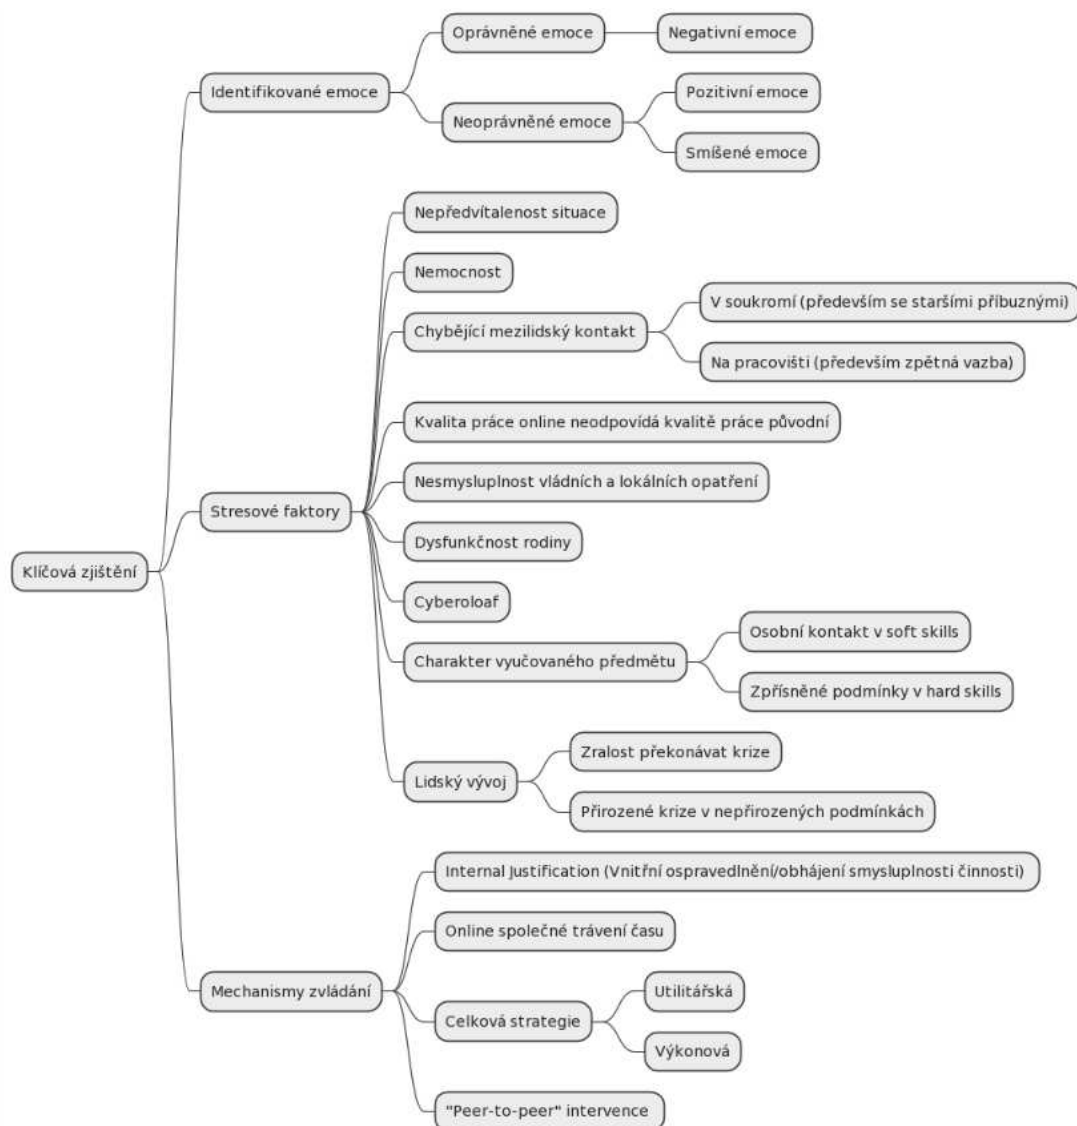 Klíčová zjištění
Identifikované emoce
Oprávněné emoce
Negativní emoce
Neoprávněné emoce
Pozitivní emoce
Smíšené emoce
Stresové faktory
Nepředvítalenost situace
Nemocnost
Chybějící mezilidský kontakt
V soukromí (především se staršími příbuznými)
Na pracovišti (především zpětná vazba)
Kvalita práce online neodpovídá kvalitě práce původní
Nesmysluplnost vládních a lokálních opatření
Dysfunkčnost rodiny
Cyberoloaf
Charakter vyučovaného předmětu
Osobní kontakt v soft skills
Zpřísněné podmínky v hard skills
Lidský vývoj
Zralost překonávat krize
Přirozené krize v nepřirozených podmínkách
Mechanismy zvládání
Internal Justification (Vnitřní ospravedlnění/obhájení smysluplnosti činnosti)
Online společné trávení času
Celková strategie
Utilitářská
Výkonová
"Peer-to-peer" intervence